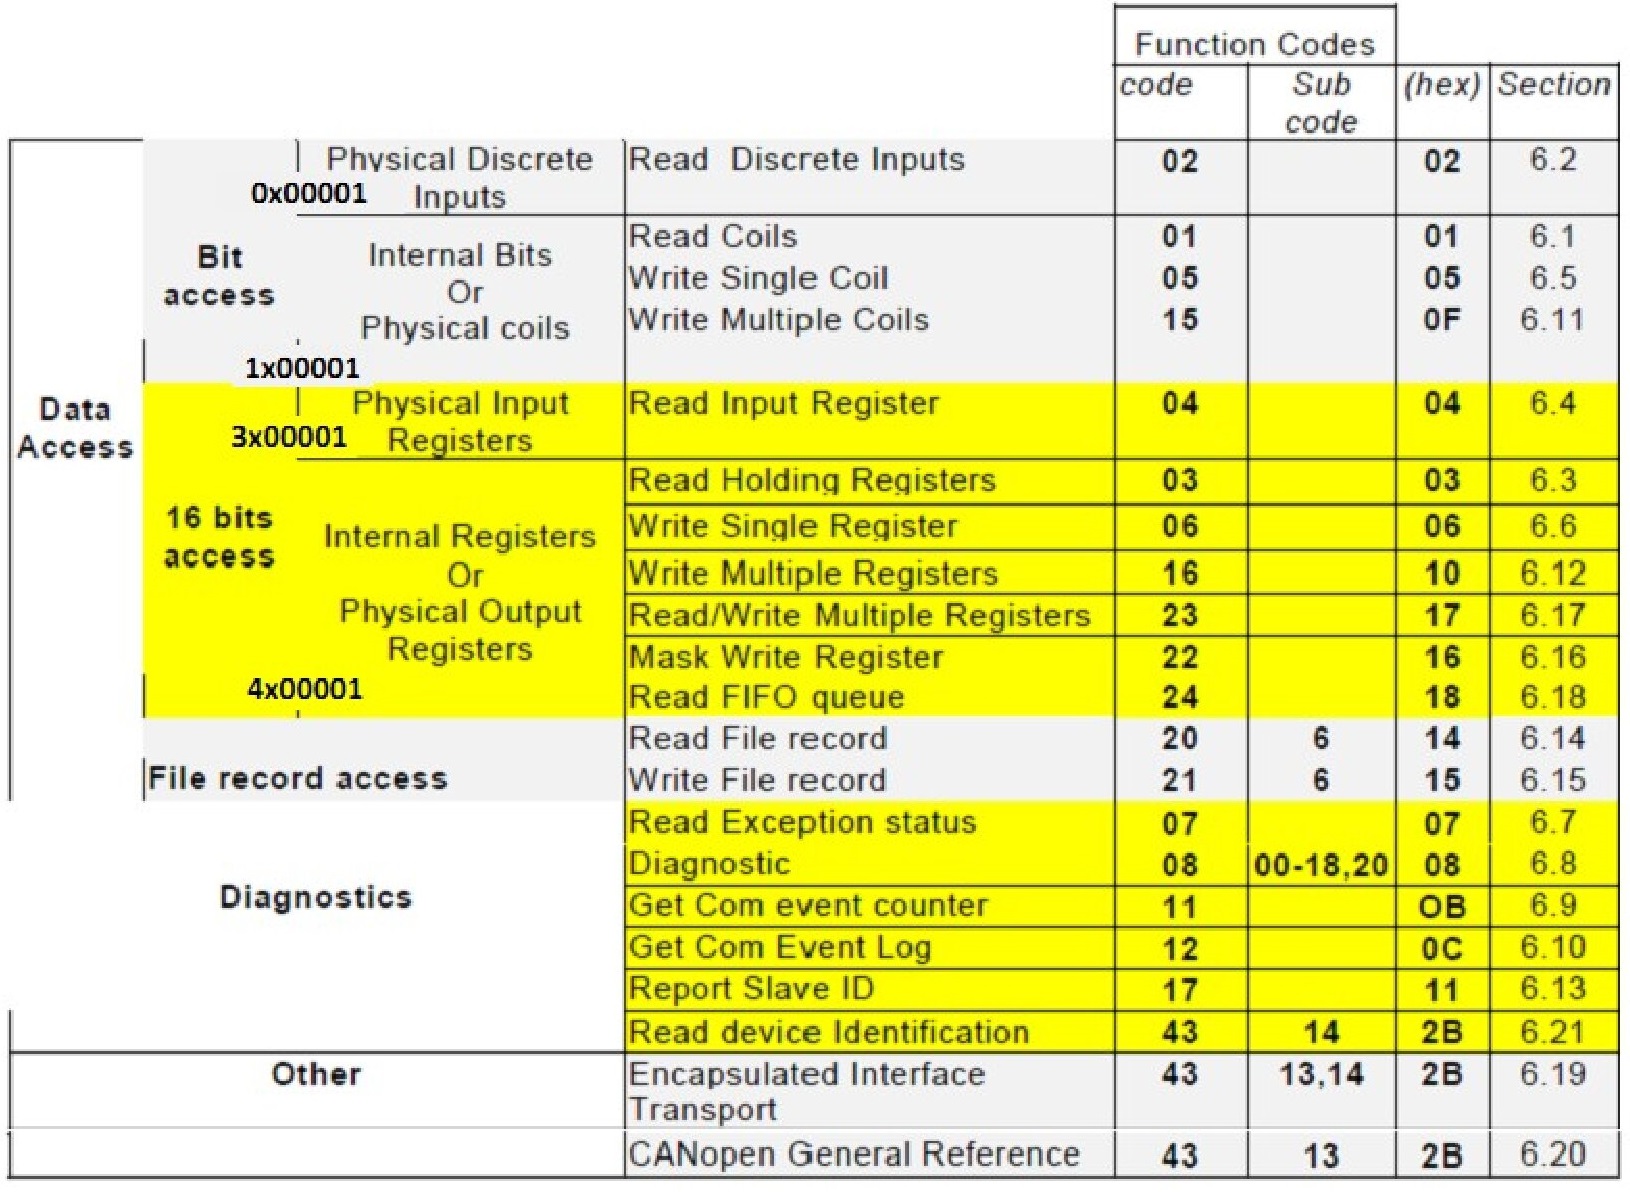 Function Codes
code Sub code (hex) Section
Physical Discrete Inputs Read Discrete Inputs 02 02 6.2
0x00001
Bit access
Internal Bits Or Physical coils
Read Coils 01 01 6.1
Write Single Coil 05 05 6.5
Write Multiple Coils 15 0F 6.11
1x00001
Data Access
Physical Input Registers Read Input Register 04 04 6.4
3x00001
16 bits access
Internal Registers Or Physical Output Registers
Read Holding Registers 03 03 6.3
Write Single Register 06 06 6.6
Write Multiple Registers 16 10 6.12
Read/Write Multiple Registers 23 17 6.17
Mask Write Register 22 16 6.16
4x00001
Read FIFO queue 24 18 6.18
File record access
Read File record 20 6 14 6.14
Write File record 21 6 15 6.15
Diagnostics
Read Exception status 07 07 6.7
Diagnostic 08 00-18,20 08 6.8
Get Com event counter 11 OB 6.9
Get Com Event Log 12 0C 6.10
Report Slave ID 17 11 6.13
Read device Identification 43 14 2B 6.21
Other
Encapsulated Interface Transport 43 13,14 2B 6.19
CANopen General Reference 43 13 2B 6.20